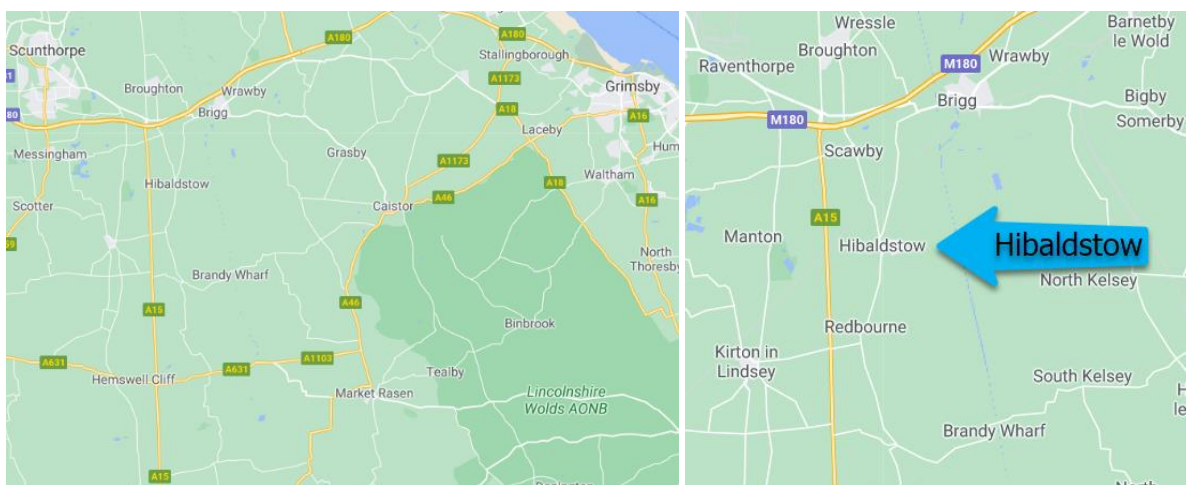 A180
A180
Scunthorpe
Stallingborough
A1173
Broughton
Wrawby
Grimsby
Brigg
A18
A16
Laceby
Messingham
Grasby
A1173
Hum
Hibaldstow
Waltham
A18
Scotter
Caistor
A46
A16
North
Thoresby
Brandy Wharf
A15
A46
Binbrook
A631
A1103
A631
Hemswell Cliff
Tealby
Market Rasen
Lincolnshire
Wolds AONB
A15
Wressle
Barnetby
le Wold
Broughton
M180
Wrawby
Raventhorpe
Brigg
Bigby
M180
Somerby
Scawby
A15
Manton
Hibaldstow
Hibaldstow
North Kelsey
Redbourne
Kirton in
Lindsey
South Kelsey
Brandy Wharf